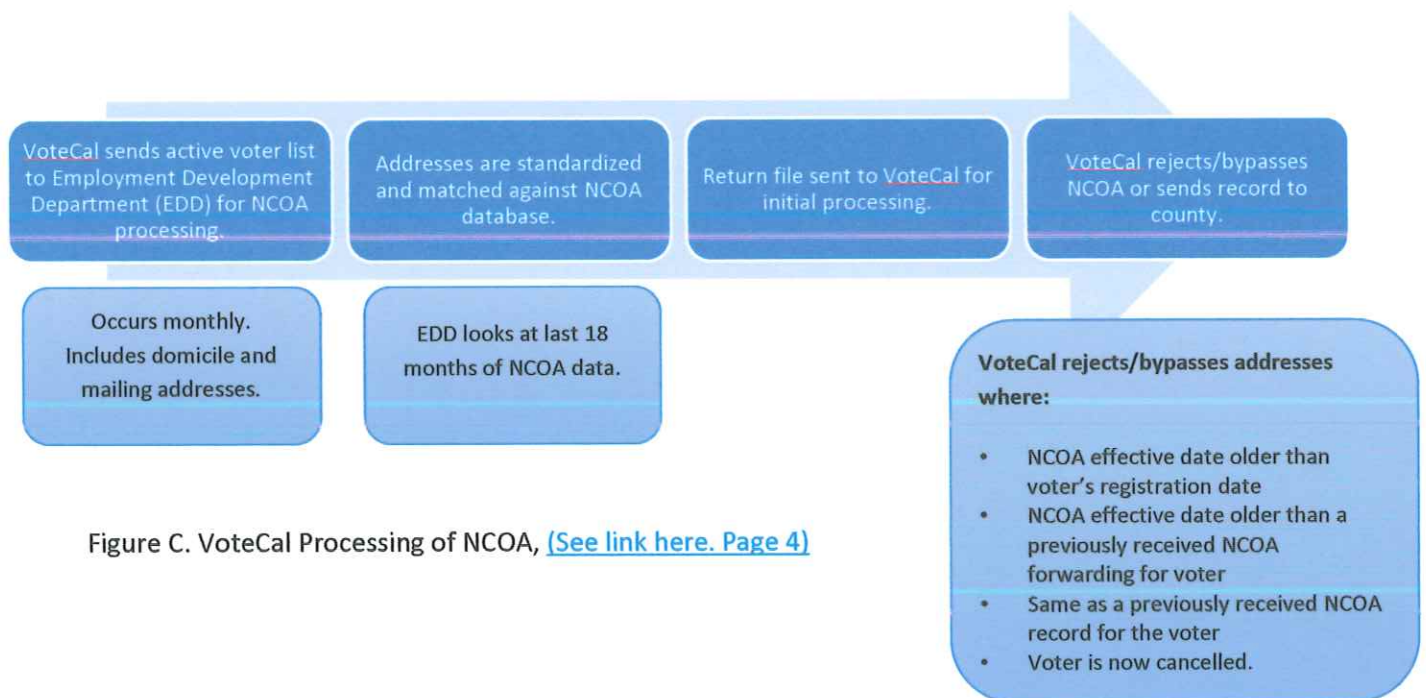 VoteCal sends active voter list
to Employment Development
Department (EDD) for NCOA
processing.
Addresses are standardized
and matched against NCOA
database.
Return file sent to VoteCal for
initial processing.
VoteCal rejects/bypasses
NCOA or sends record to
county.
Occurs monthly.
Includes domicile and
mailing addresses.
EDD looks at last 18
months of NCOA data.
VoteCal rejects/bypasses addresses
where:
• NCOA effective date older than
voter's registration date
• NCOA effective date older than a
previously received NCOA
forwarding for voter
• Same as a previously received NCOA
record for the voter
• Voter is now cancelled.
Figure C. VoteCal Processing of NCOA, (See link here. Page 4)